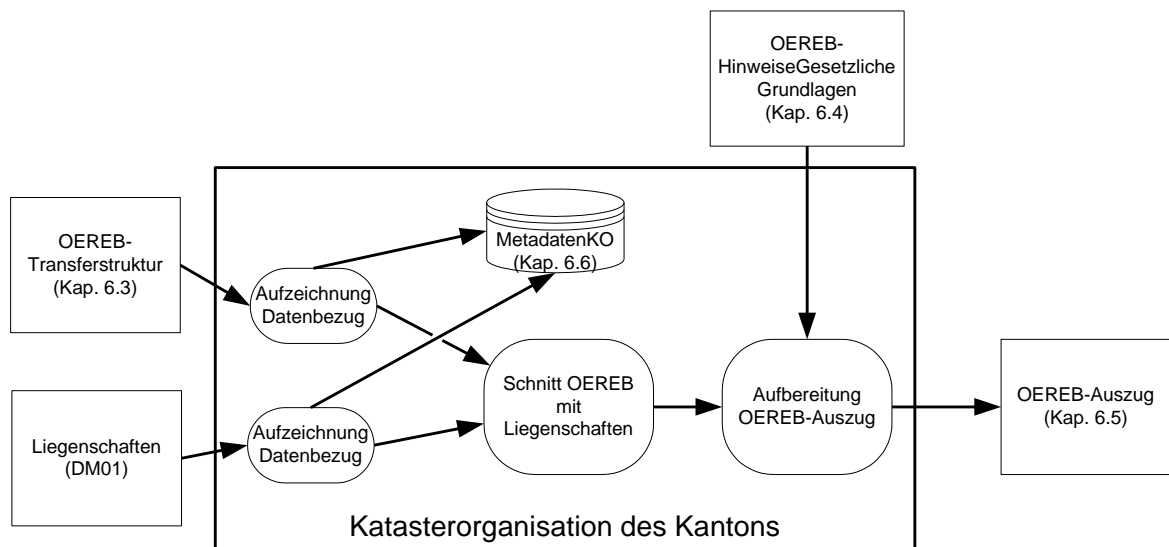 OEREB-
HinweiseGesetzliche
Grundlagen
(Kap. 6.4)
OEREB-
Transferstruktur
(Kap. 6.3)
MetadatenKO
(Kap. 6.6)
Aufzeichnung
Datenbezug
Liegenschaften
(DM01)
Aufzeichnung
Datenbezug
Schnitt OEREB
mit
Liegenschaften
Aufbereitung
OEREB-Auszug
OEREB-Auszug
(Kap. 6.5)
Katasterorganisation des Kantons